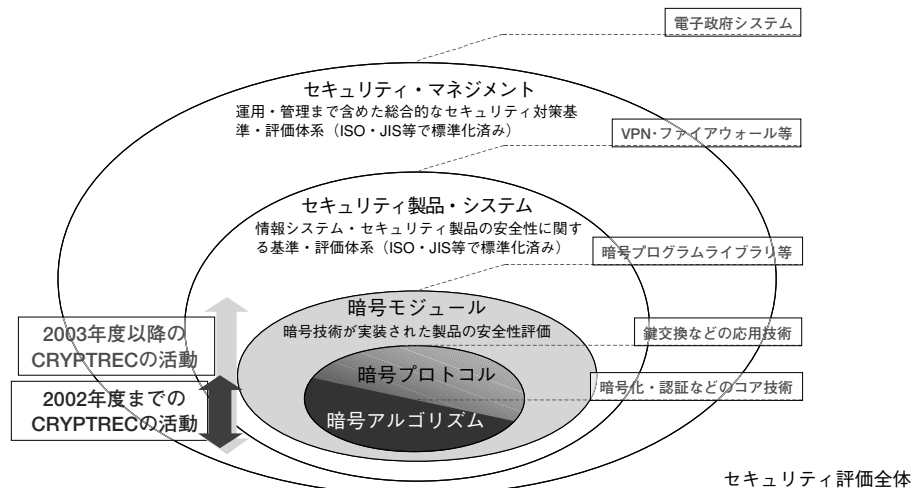 電子政府システム
セキュリティ・マネジメント
運用・管理まで含めた総合的なセキュリティ対策基
準・評価体系（ISO・JIS等で標準化済み）
VPN・ファイアウォール等
セキュリティ製品・システム
情報システム・セキュリティ製品の安全性に関す
る基準・評価体系（ISO・JIS等で標準化済み）
暗号プログラムライブラリ等
暗号モジュール
暗号技術が実装された製品の安全性評価
鍵交換などの応用技術
2003年度以降の
CRYPTRECの活動
暗号プロトコル
暗号化・認証などのコア技術
2002年度までの
CRYPTRECの活動
暗号アルゴリズム
セキュリティ評価全体